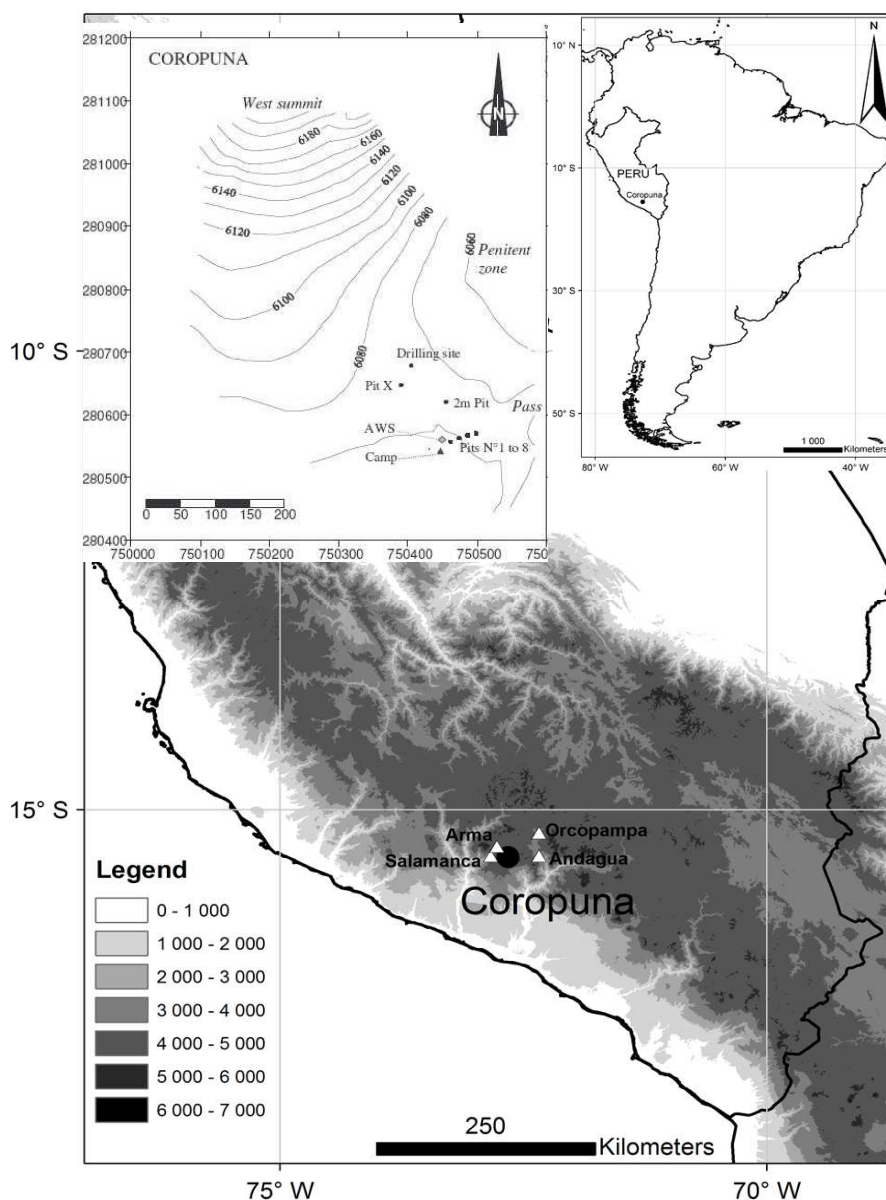 281200
281100
281000
280900
280800
280700
280600
280500
280400
COROPUNA
N
West summit
6180
6160
6140
6140
6120
6120
6100
6100
6080
6080
6060
Penitent
zone
Drilling site
Pit X
2m Pit
Pass
AWS
Pits N°1 to 8
Camp
0 50 100 150 200
750000 750100 750200 750300 750400 750500
N
10° N
10° S
30° S
50° S
PERÚ
Coropuna
1 000
Kilometers
80° W 60° W 40° W
10° S
15° S
Arma
Orcopampa
Salamanca
Andagua
Coropuna
Legend
0 - 1 000
1 000 - 2 000
2 000 - 3 000
3 000 - 4 000
4 000 - 5 000
5 000 - 6 000
6 000 - 7 000
250
Kilometers
75° W 70° W